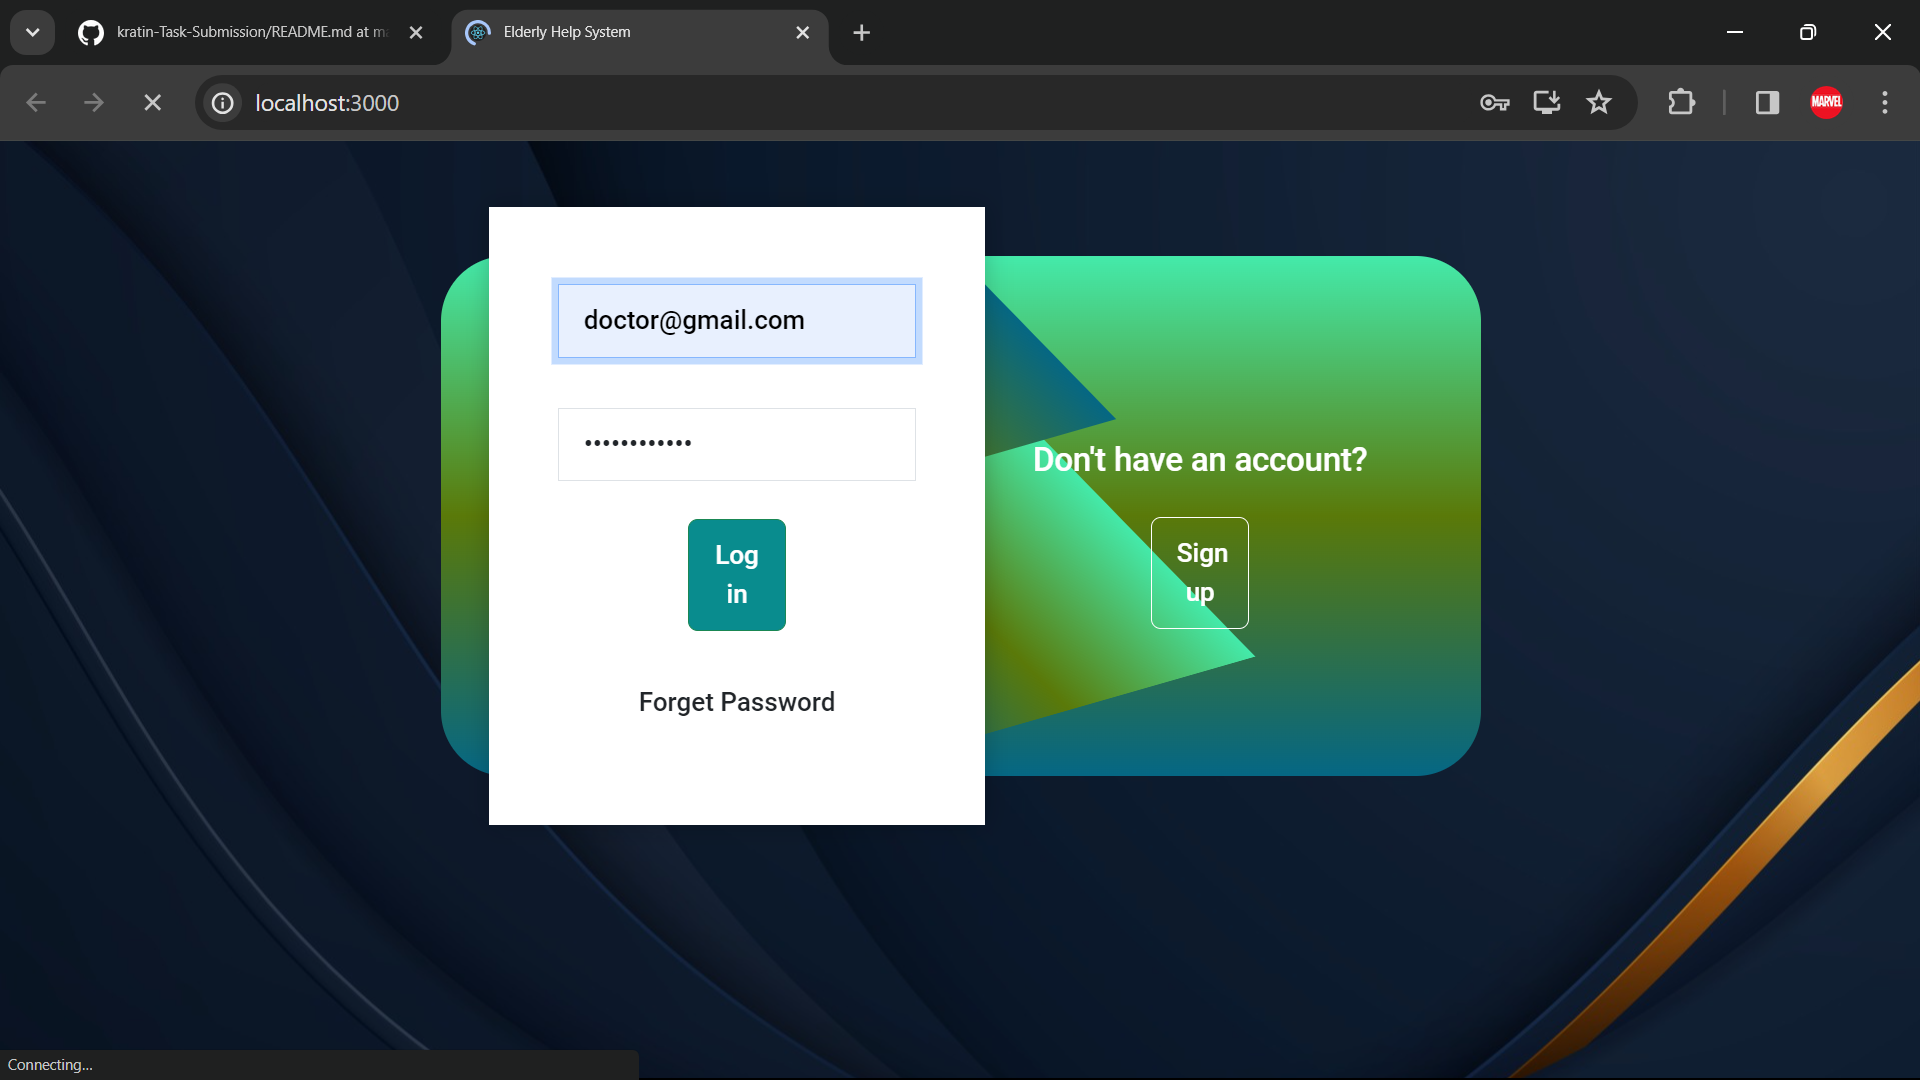 kratin-Task-Submission/README.md at ma
Elderly Help System
localhost:3000
MARVEL
doctor@gmail.com
••••••••••••
Log
in
Forget Password
Don't have an account?
Sign
up
Connecting...